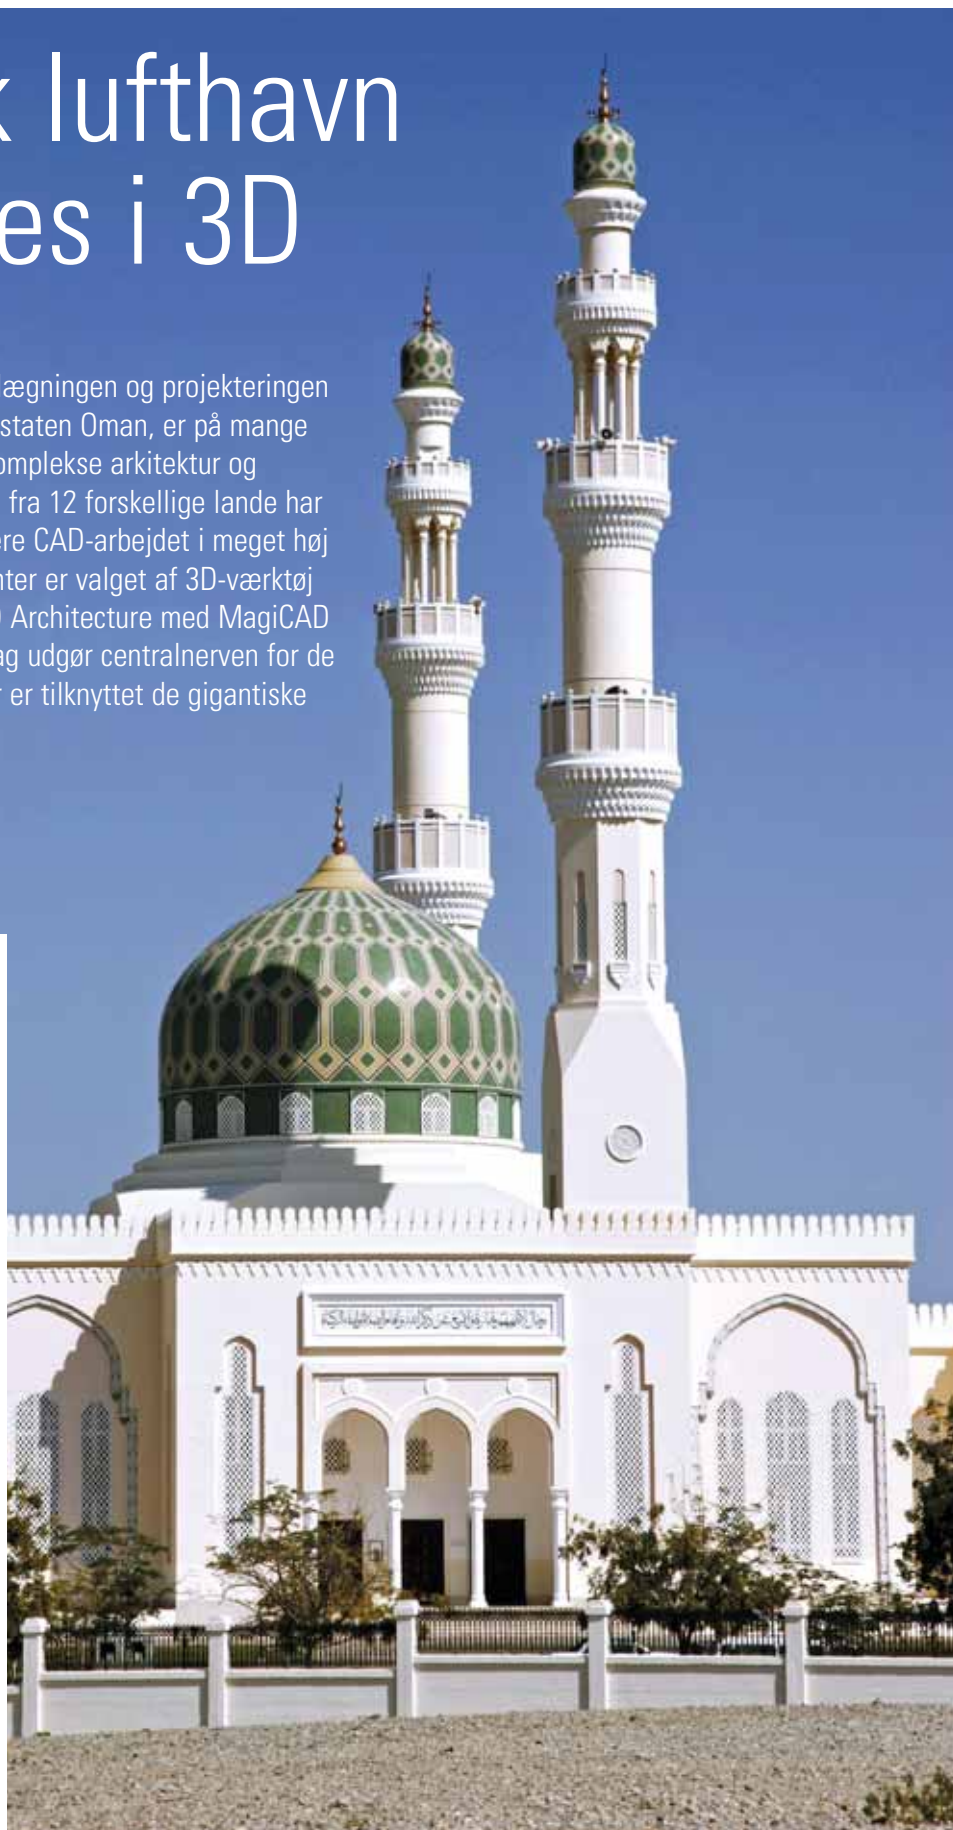 k lufthavn
es i 3D
lægningen og projekteringen
staten Oman, er på mange
omplekse arkitektur og
fra 12 forskellige lande har
ere CAD-arbejdet i meget høj
nter er valget af 3D-værktøj
Architecture med MagiCAD
ag udgør centralnerven for de
r er tilknyttet de gigantiske